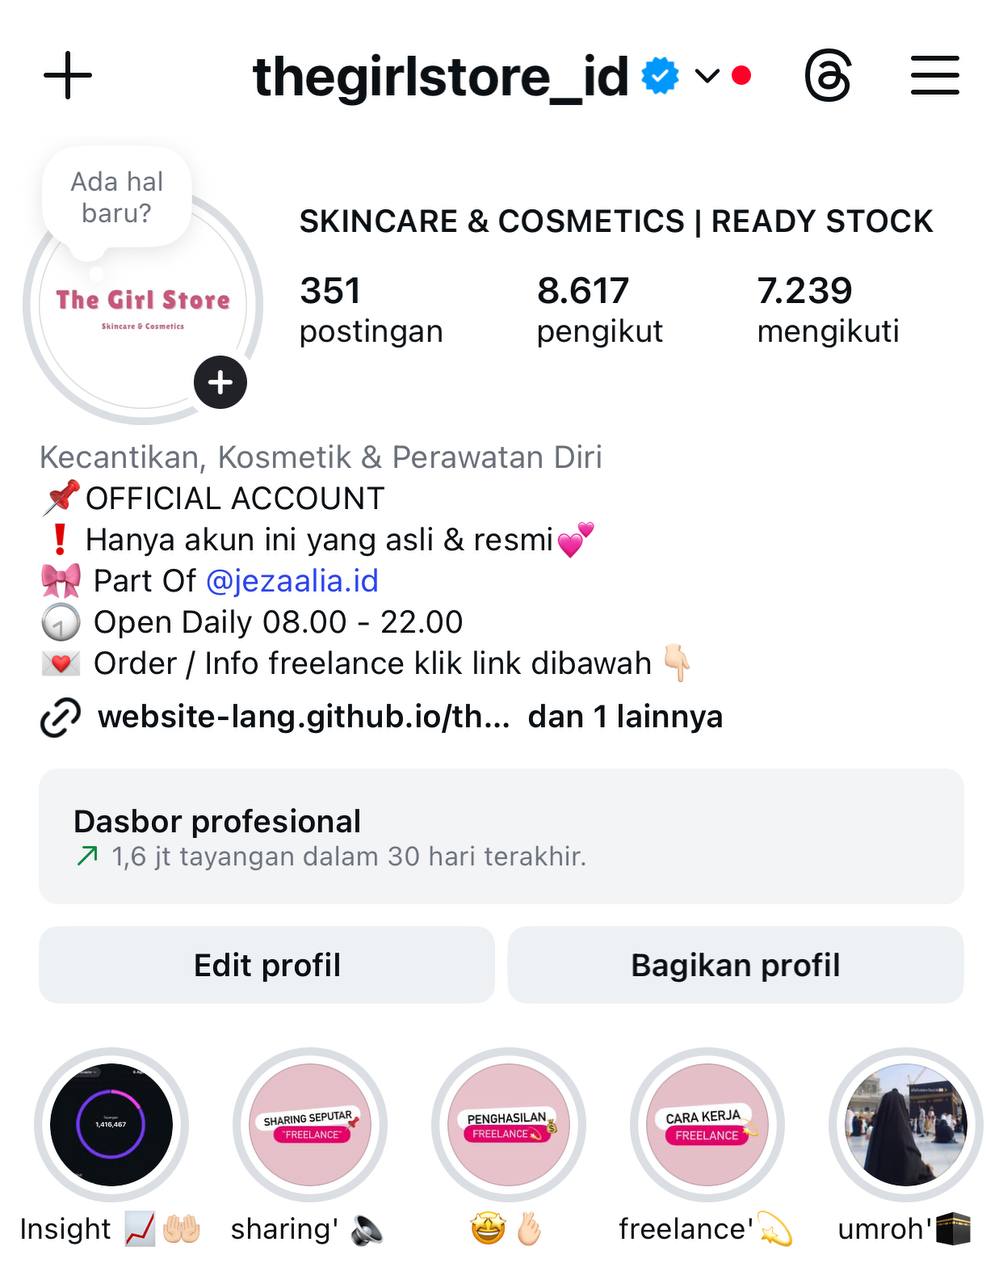 thegirlstore_id
Ada hal
baru?
The Girl Store
Skincare & Cosmetics
SKINCARE & COSMETICS | READY STOCK
351 8.617 7.239
postingan pengikut mengikuti
Kecantikan, Kosmetik & Perawatan Diri
📌OFFICIAL ACCOUNT
❗ Hanya akun ini yang asli & resmi💕
🎀 Part Of @jezaalia.id
🕗 Open Daily 08.00 - 22.00
💌 Order / Info freelance klik link dibawah 👇🏻
website-lang.github.io/th... dan 1 lainnya
Dasbor profesional
1,6 jt tayangan dalam 30 hari terakhir.
Edit profil Bagikan profil
1,416,467
SHARING SEPUTAR
"FREELANCE"
PENGHASILAN
FREELANCE
CARA KERJA
FREELANCE
Insight 📈🤲🏻 sharing' 🔈 🤩🫰🏻 freelance'💫 umroh'🕋